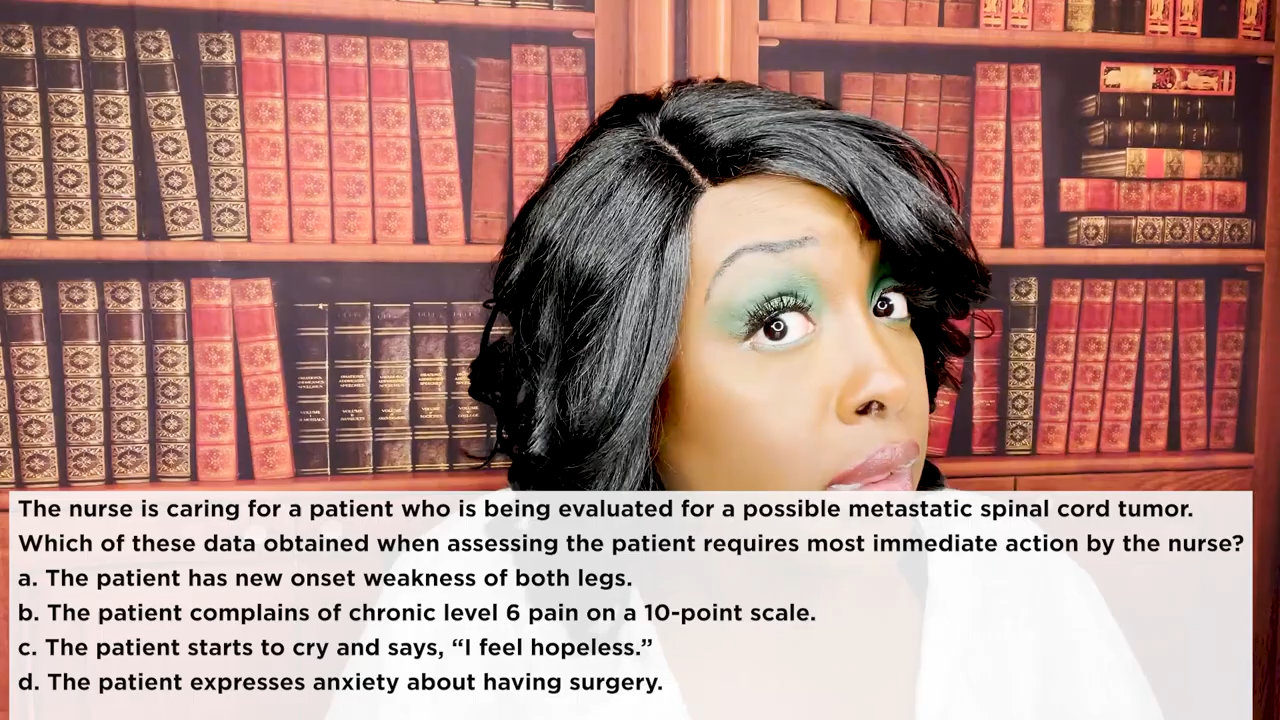 The nurse is caring for a patient who is being evaluated for a possible metastatic spinal cord tumor.
Which of these data obtained when assessing the patient requires most immediate action by the nurse?
a. The patient has new onset weakness of both legs.
b. The patient complains of chronic level 6 pain on a 10-point scale.
c. The patient starts to cry and says, “I feel hopeless.”
d. The patient expresses anxiety about having surgery.